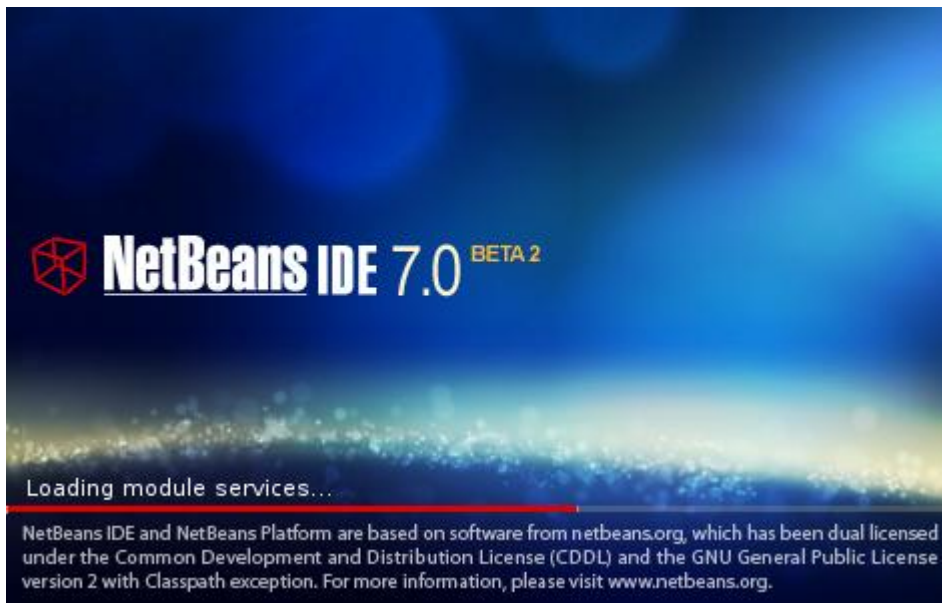 NetBeans IDE 7.0 BETA 2
Loading module services...
NetBeans IDE and NetBeans Platform are based on software from netbeans.org, which has been dual licensed
under the Common Development and Distribution License (CDDL) and the GNU General Public License
version 2 with Classpath exception. For more information, please visit www.netbeans.org.